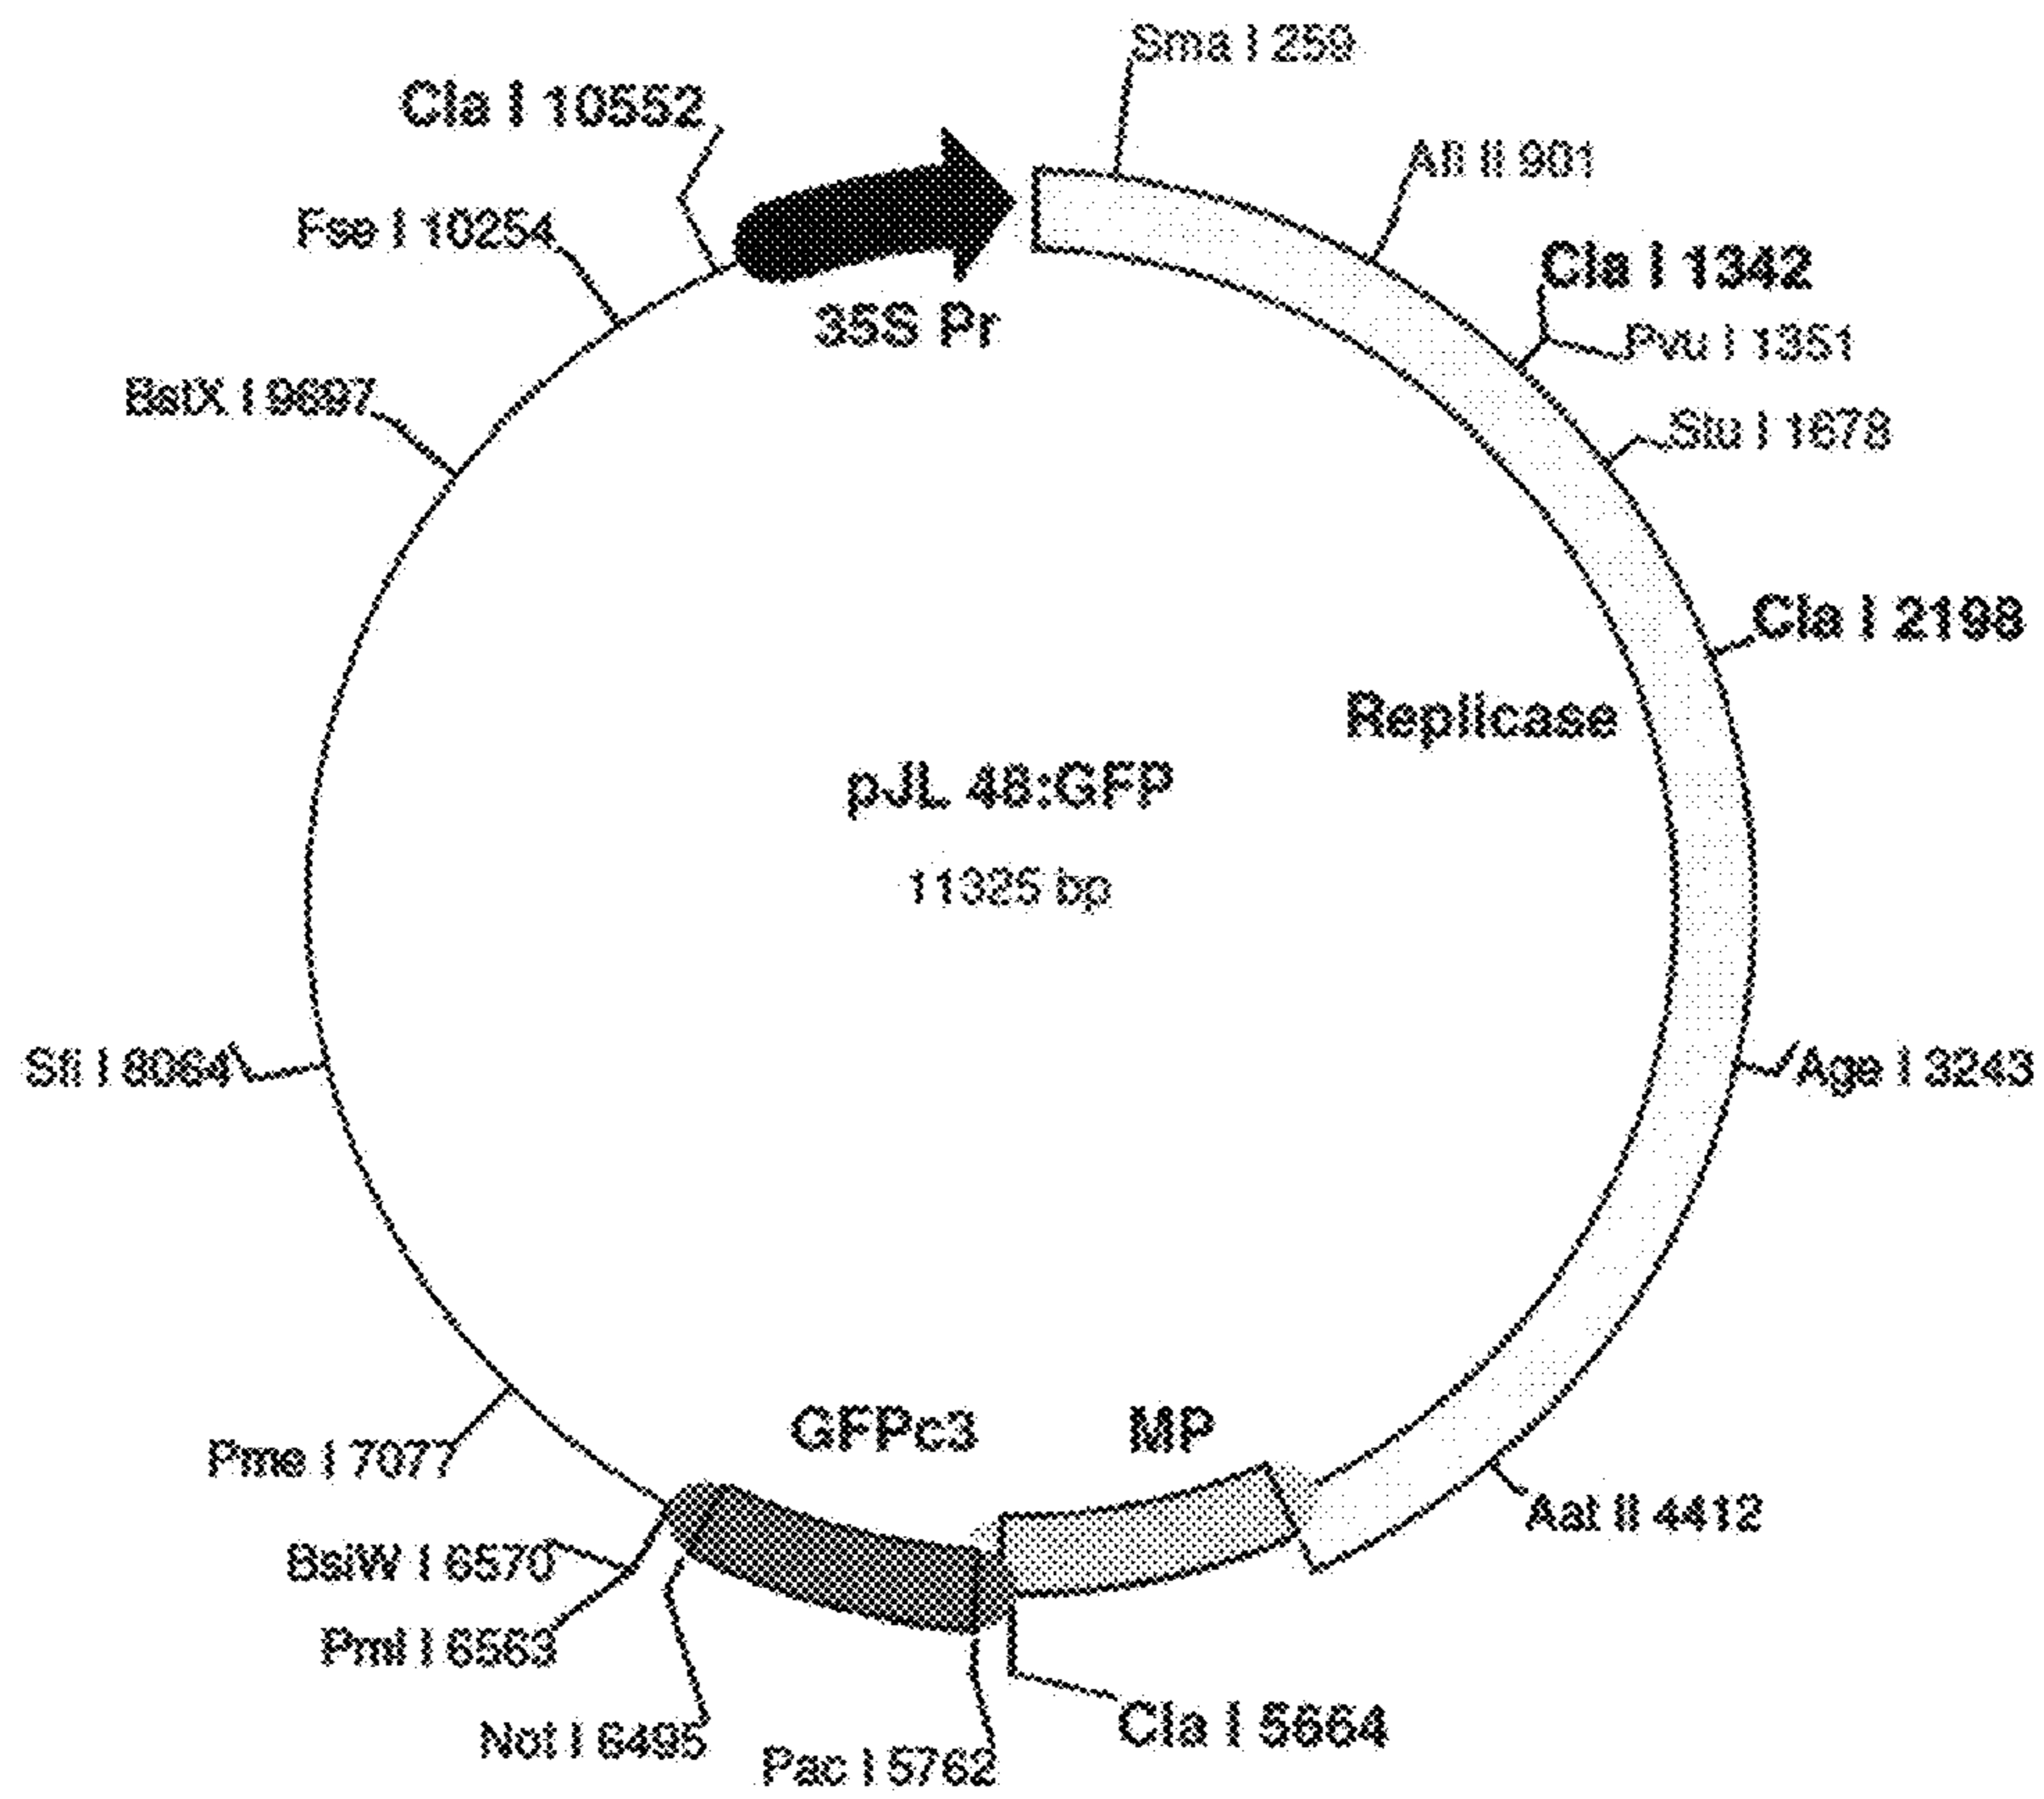 Sma I 259
Cla I 10552
Afl II 901
Fse I 10254
Cla I 1342
35S Pr
Pvu I 1351
BstX I 9697
Stu I 1678
Cla I 2198
Replicase
pJL 48:GFP
11325 bp
Sfi I 8064
Age I 3243
GFPc3
MP
Pme I 7077
Aat II 4412
BsiW I 6570
Pml I 6563
Cla I 5664
Not I 6495
Pac I 5762